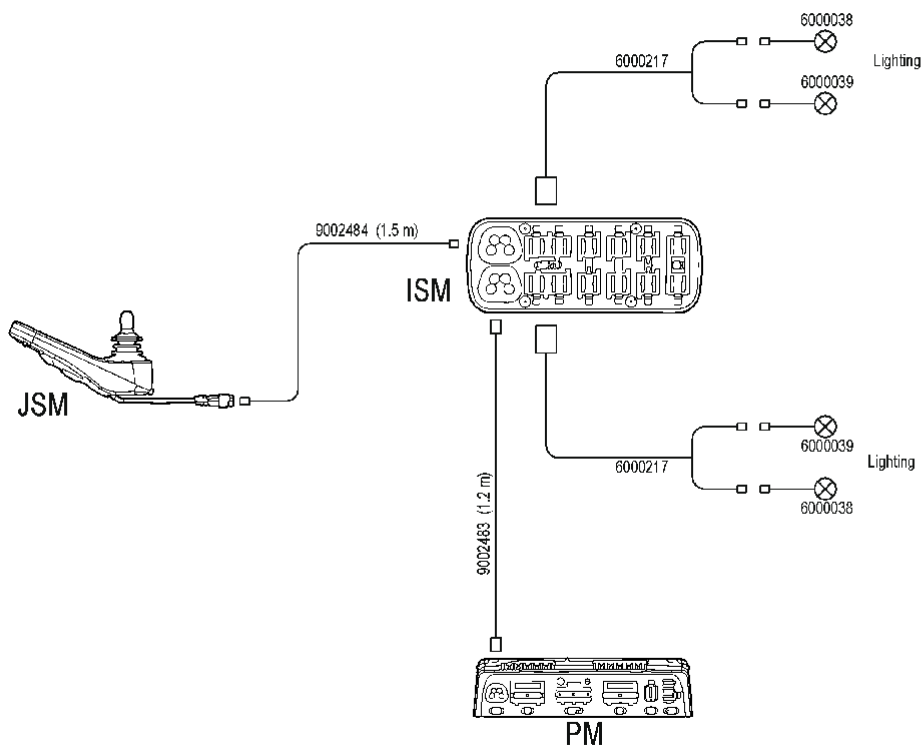 6000038
6000217
Lighting
6000039
9002484 (1.5 m)
ISM
JSM
6000039
Lighting
6000217
6000038
9002483 (1.2 m)
PM